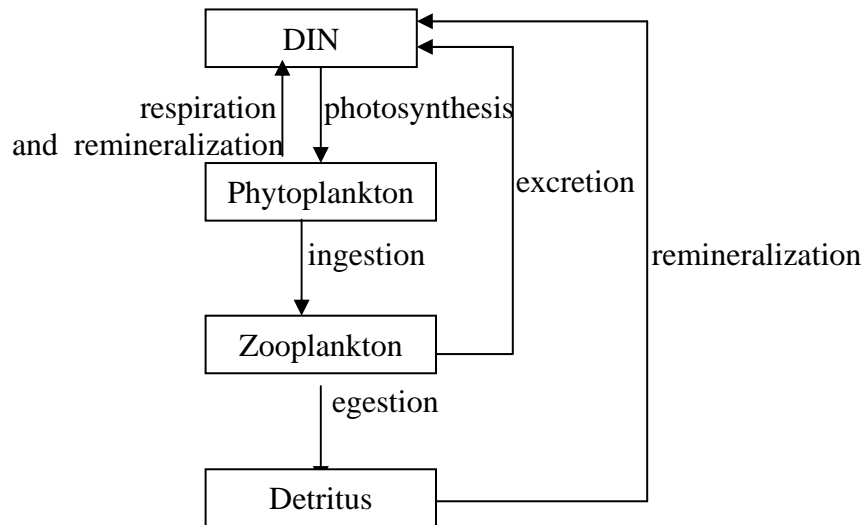 DIN
respiration
and remineralization
photosynthesis
excretion
Phytoplankton
ingestion
remineralization
Zooplankton
egestion
Detritus